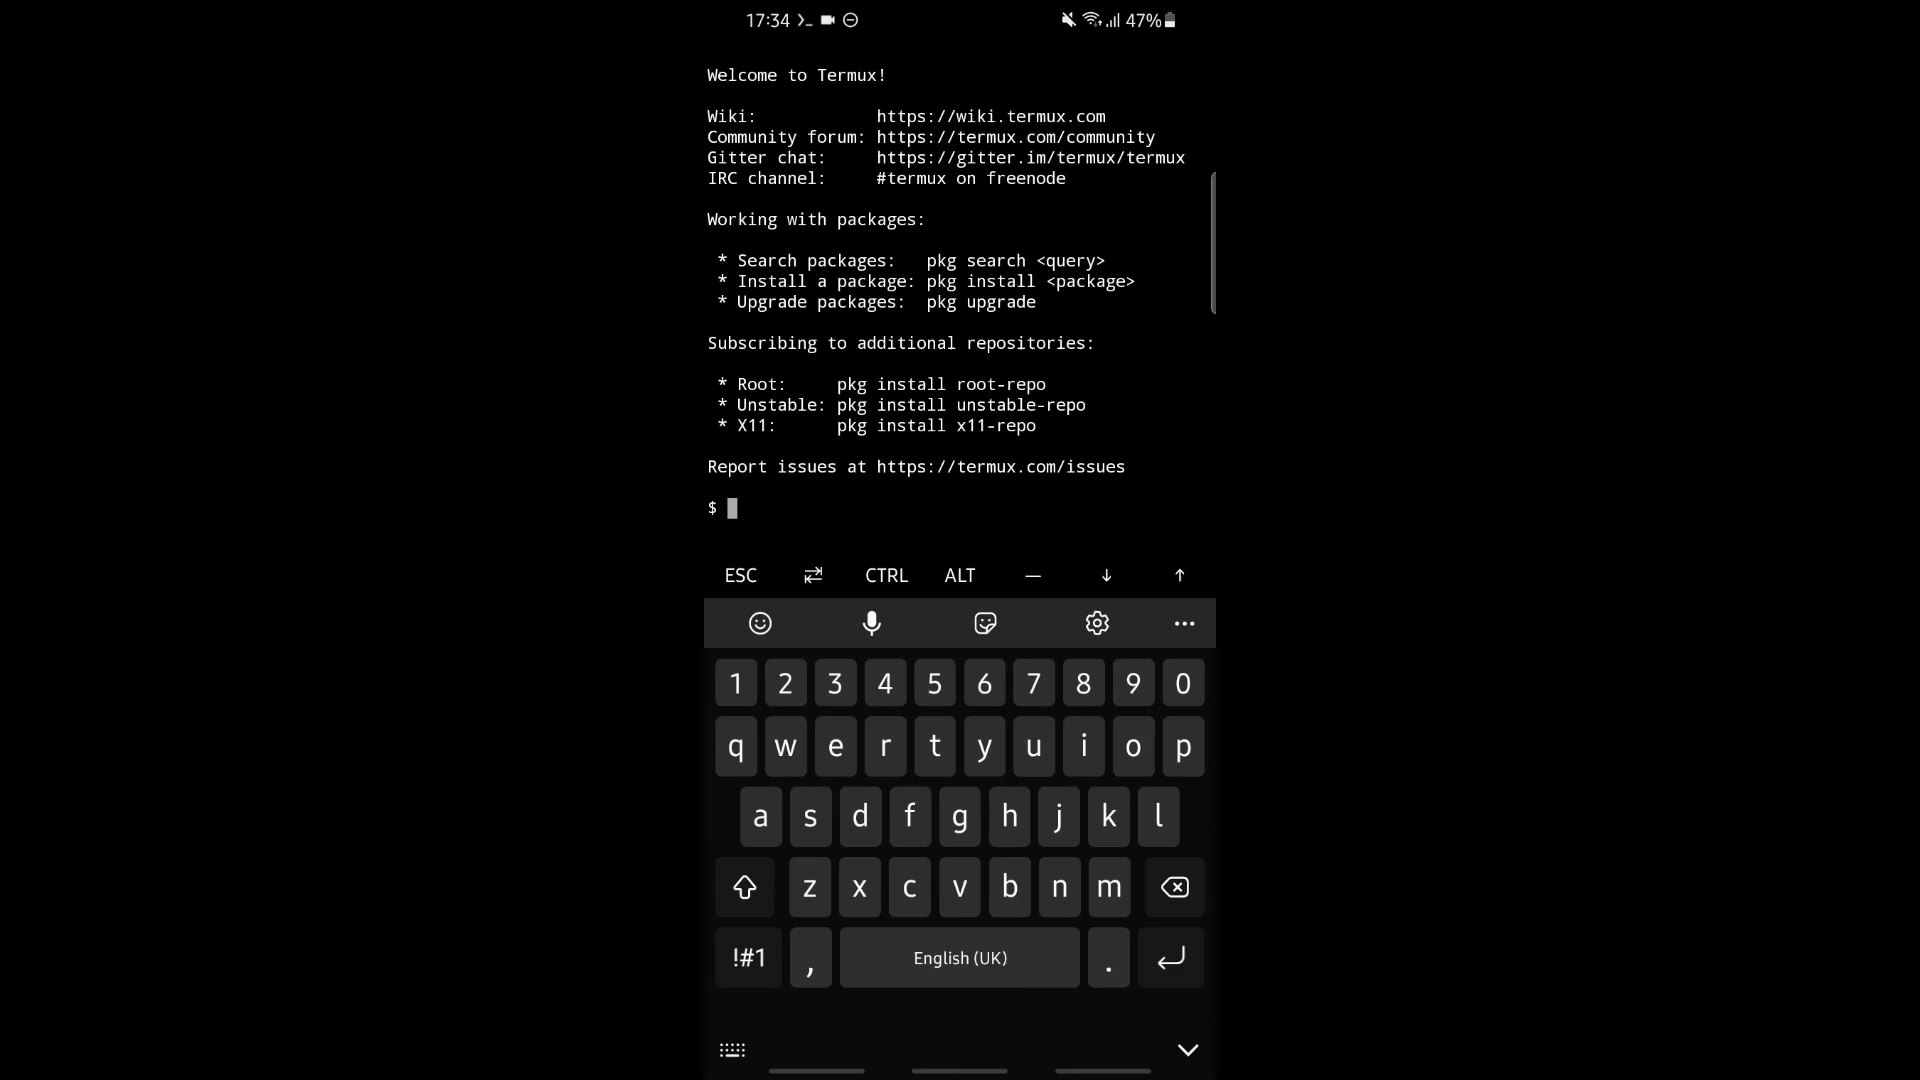 17:34 47%
Welcome to Termux!
Wiki: https://wiki.termux.com
Community forum: https://termux.com/community
Gitter chat: https://gitter.im/termux/termux
IRC channel: #termux on freenode
Working with packages:
* Search packages: pkg search <query>
* Install a package: pkg install <package>
* Upgrade packages: pkg upgrade
Subscribing to additional repositories:
* Root: pkg install root-repo
* Unstable: pkg install unstable-repo
* X11: pkg install x11-repo
Report issues at https://termux.com/issues
$
ESC CTRL ALT — ↓ ↑
1 2 3 4 5 6 7 8 9 0
q w e r t y u i o p
a s d f g h j k l
z x c v b n m
!#1 , English (UK) .